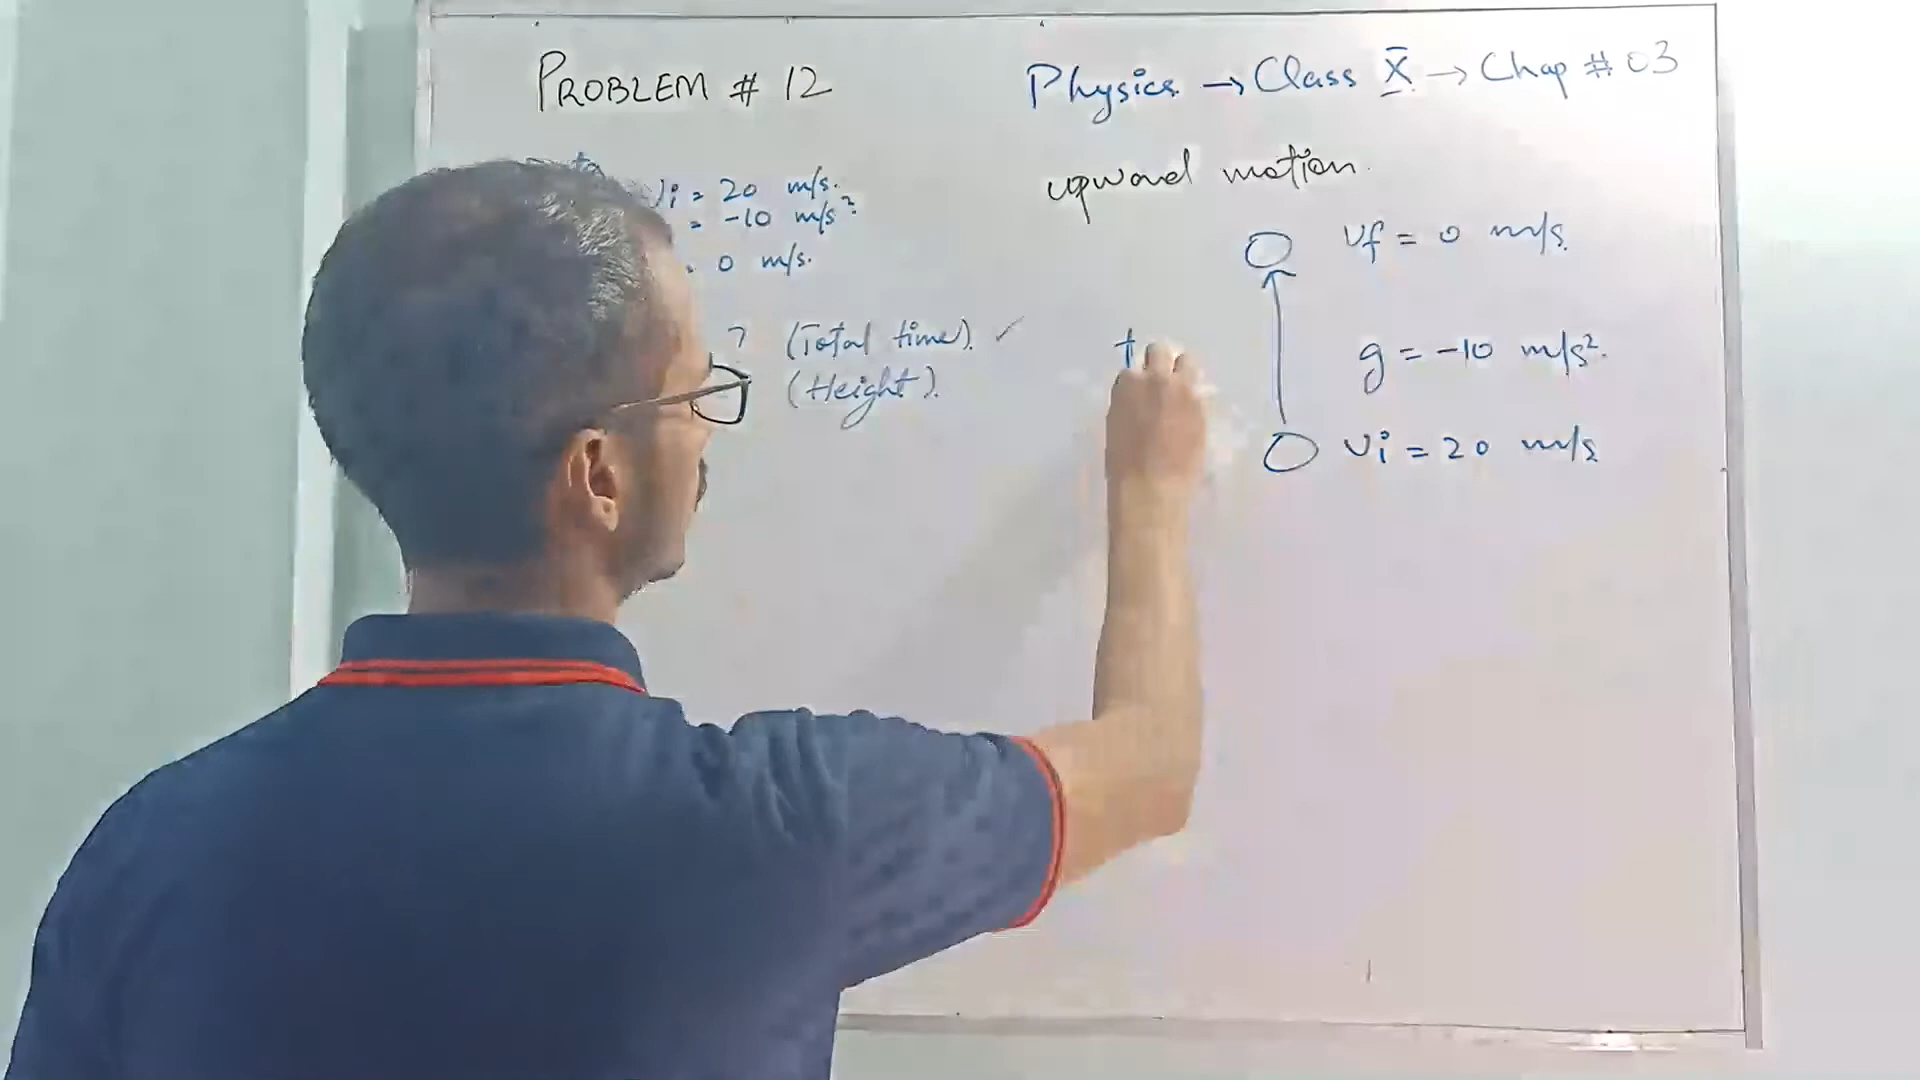 PROBLEM # 12
Physics → Class X → Chap # 03
upward motion.
Vi = 20 m/s.
= -10 m/s²
= 0 m/s.
? (Total time). ✓
(Height).
Vf = 0 m/s.
g = -10 m/s².
Vi = 20 m/s
t